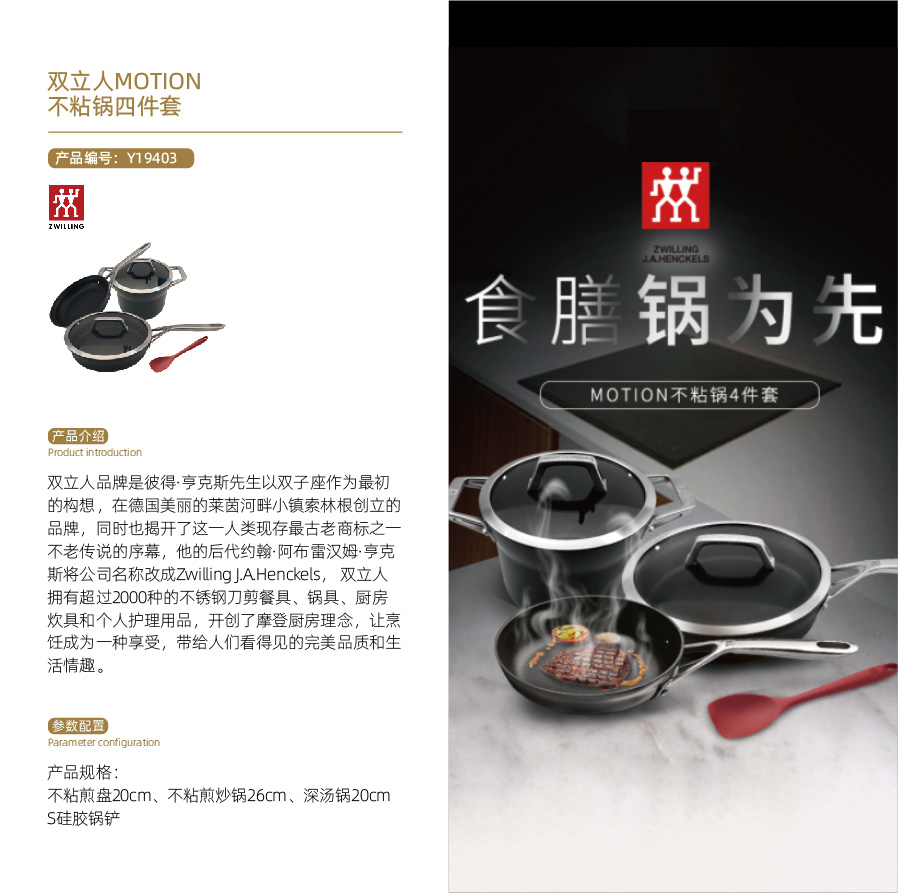 双立人MOTION
不粘锅四件套
产品编号：Y19403
ZWILLING
产品介绍
Product introduction
双立人品牌是彼得·亨克斯先生以双子座作为最初
的构想，在德国美丽的莱茵河畔小镇索林根创立的
品牌，同时也揭开了这一人类现存最古老商标之一
不老传说的序幕，他的后代约翰·阿布雷汉姆·亨克
斯将公司名称改成Zwilling J.A.Henckels， 双立人
拥有超过2000种的不锈钢刀剪餐具、锅具、厨房
炊具和个人护理用品，开创了摩登厨房理念，让烹
饪成为一种享受，带给人们看得见的完美品质和生
活情趣。
参数配置
Parameter configuration
产品规格：
不粘煎盘20cm、不粘煎炒锅26cm、深汤锅20cm
S硅胶锅铲
ZWILLING
J.A.HENCKELS
食膳锅为先
MOTION不粘锅4件套